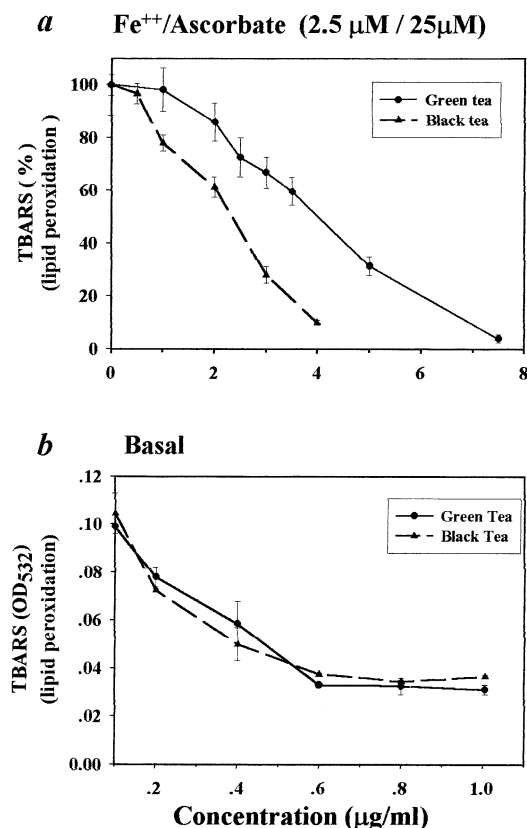 a Fe++/Ascorbate (2.5 μM / 25μM)
TBARS ( %)
(lipid peroxidation )
100
80
60
40
20
0
Green tea
Black tea
0 2 4 6 8
b Basal
TBARS (OD532)
(lipid peroxidation)
.12
.10
.08
.06
.04
.02
0.00
Green Tea
Black Tea
.2 .4 .6 .8 1.0
Concentration (μg/ml)